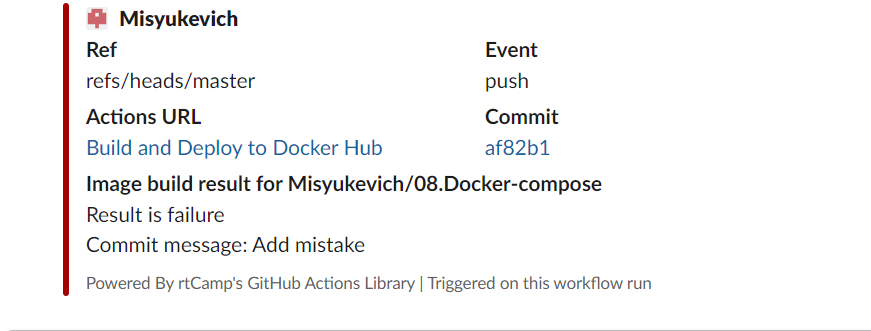 Misyukevich
Ref
Event
refs/heads/master
push
Actions URL
Commit
Build and Deploy to Docker Hub
af82b1
Image build result for Misyukevich/08.Docker-compose
Result is failure
Commit message: Add mistake
Powered By rtCamp's GitHub Actions Library | Triggered on this workflow run